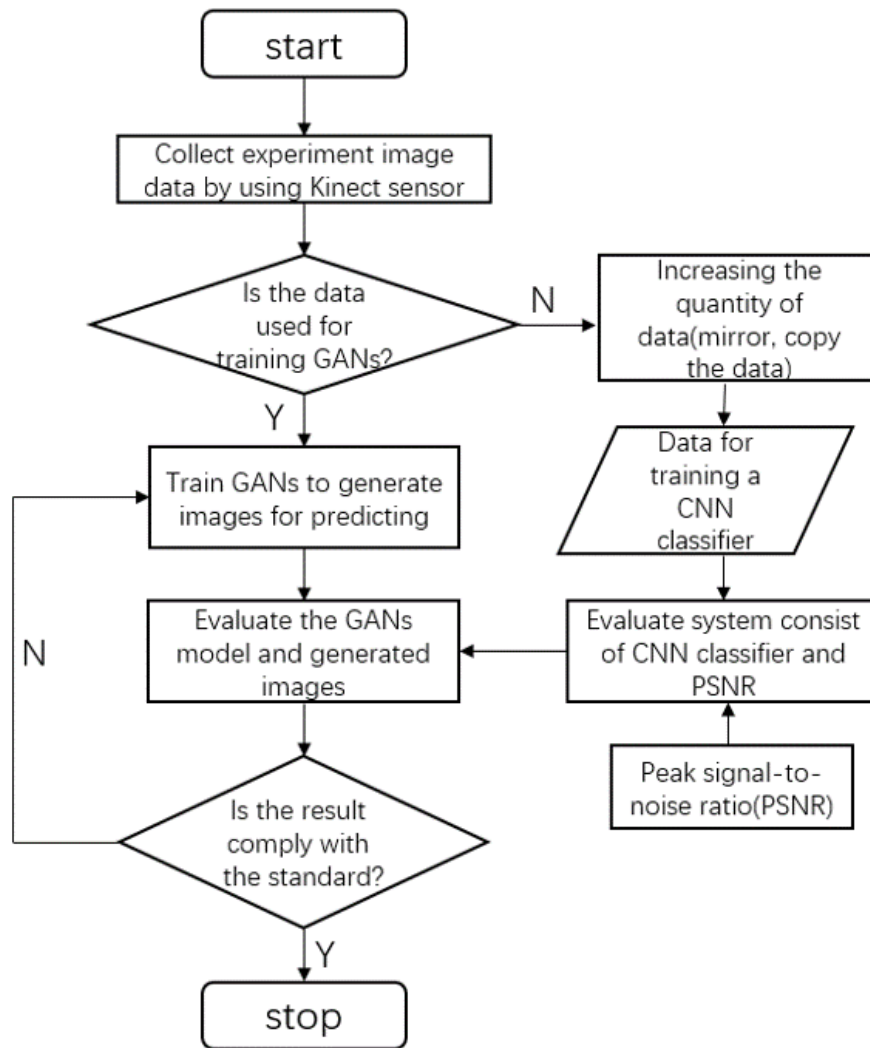 start
Collect experiment image
data by using Kinect sensor
Is the data
used for
training GANs?
N
Increasing the
quantity of
data(mirror, copy
the data)
Y
Data for
training a
CNN
classifier
Train GANs to generate
images for predicting
Evaluate the GANs
model and generated
images
Evaluate system consist
of CNN classifier and
PSNR
N
Peak signal-to-
noise ratio(PSNR)
Is the result
comply with
the standard?
Y
stop